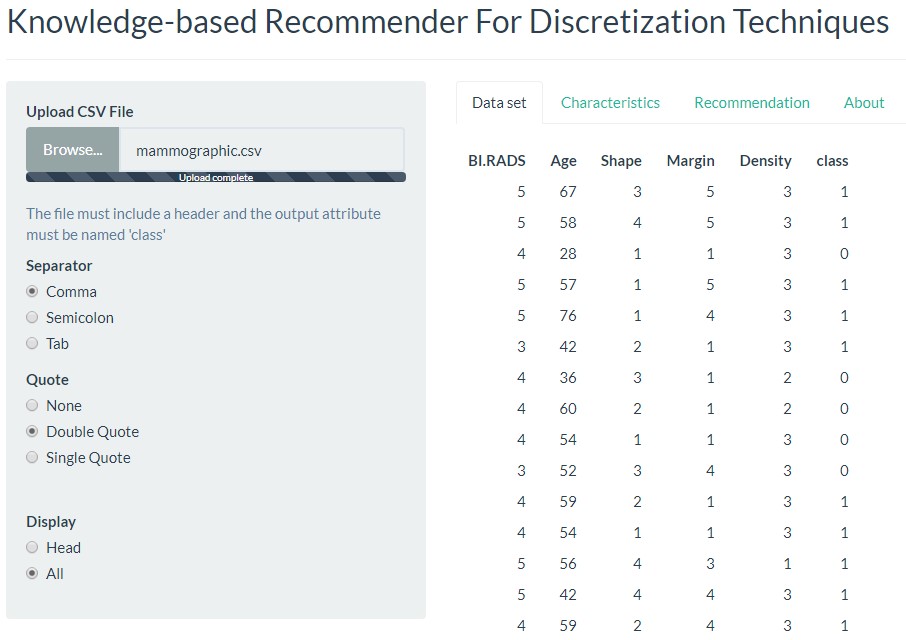 Knowledge-based Recommender For Discretization Techniques
Upload CSV File
Browse... mammographic.csv
Upload complete
The file must include a header and the output attribute
must be named 'class'
Separator
Comma
Semicolon
Tab
Quote
None
Double Quote
Single Quote
Display
Head
All
Data set Characteristics Recommendation About
BI.RADS Age Shape Margin Density class
5 67 3 5 3 1
5 58 4 5 3 1
4 28 1 1 3 0
5 57 1 5 3 1
5 76 1 4 3 1
3 42 2 1 3 1
4 36 3 1 2 0
4 60 2 1 2 0
4 54 1 1 3 0
3 52 3 4 3 0
4 59 2 1 3 1
4 54 1 1 3 1
5 56 4 3 1 1
5 42 4 4 3 1
4 59 2 4 3 1